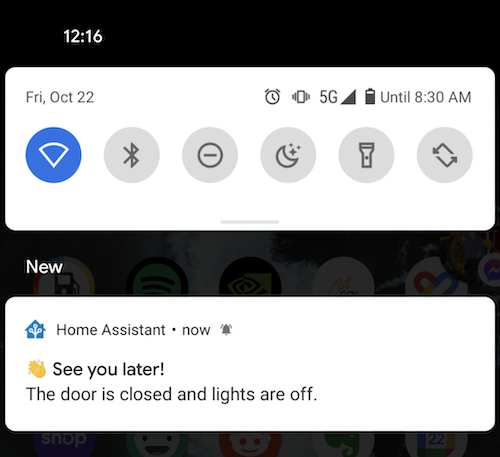 12:16
Fri, Oct 22 5G Until 8:30 AM
New
Home Assistant • now
👋 See you later!
The door is closed and lights are off.
shop
22